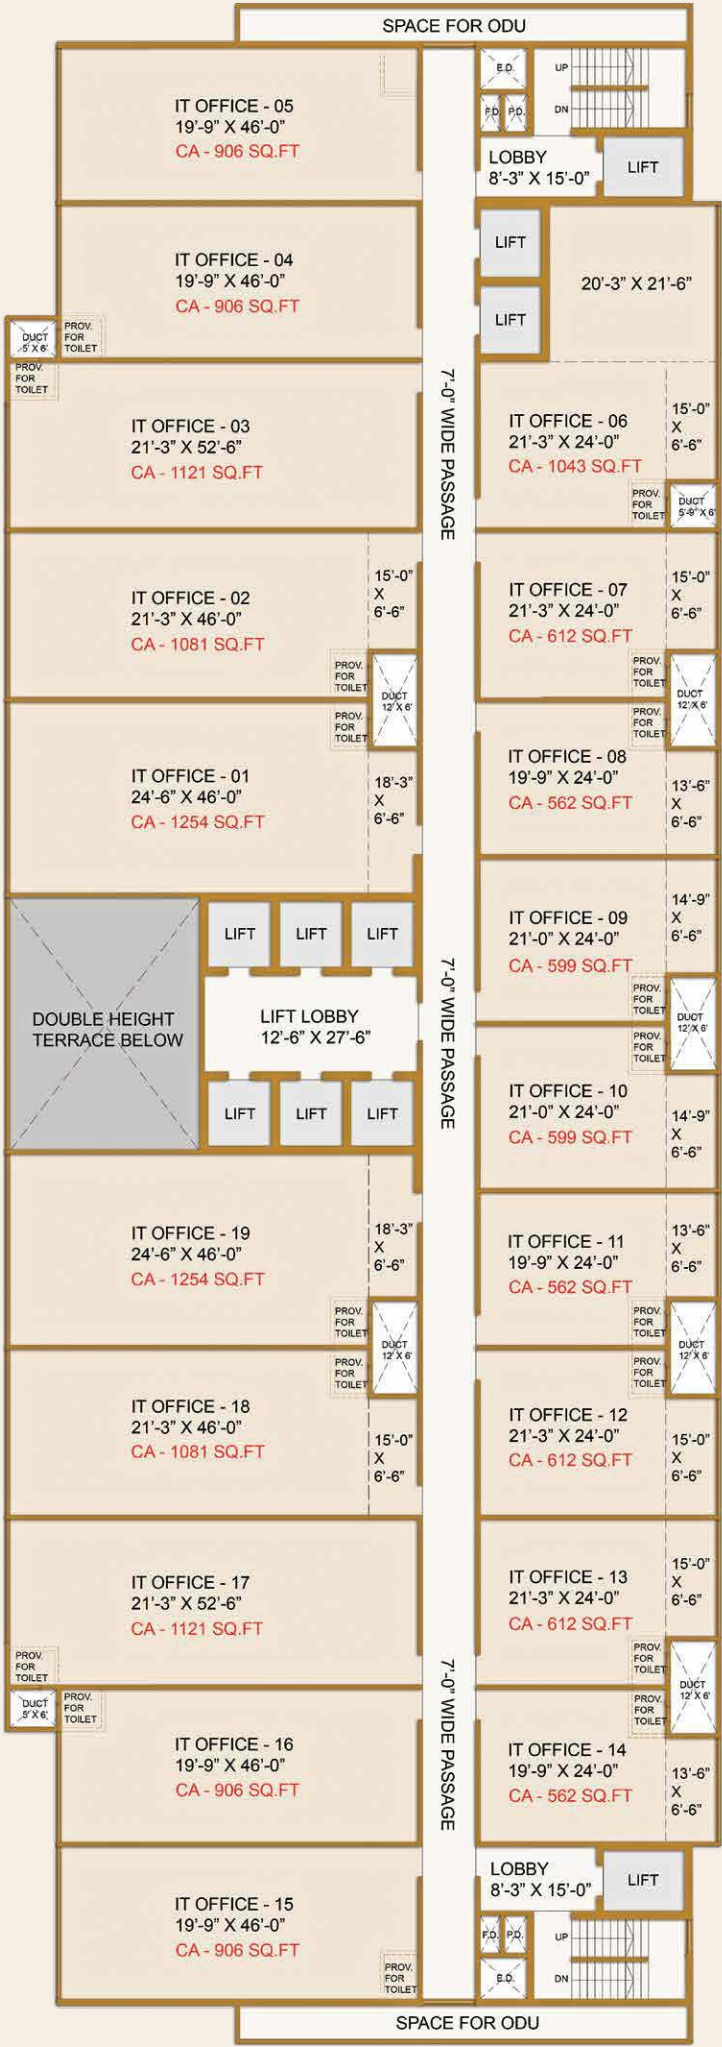 SPACE FOR ODU
IT OFFICE - 05
19'-9" X 46'-0"
CA - 906 SQ.FT
E.D.
F.D.
P.D.
UP
DN
LOBBY
8'-3" X 15'-0"
LIFT
IT OFFICE - 04
19'-9" X 46'-0"
CA - 906 SQ.FT
LIFT
LIFT
20'-3" X 21'-6"
DUCT
5' X 6'
PROV.
FOR
TOILET
PROV.
FOR
TOILET
IT OFFICE - 03
21'-3" X 52'-6"
CA - 1121 SQ.FT
7'-0" WIDE PASSAGE
IT OFFICE - 06
21'-3" X 24'-0"
CA - 1043 SQ.FT
15'-0"
X
6'-6"
PROV.
FOR
TOILET
DUCT
5'-9" X 6'
IT OFFICE - 02
21'-3" X 46'-0"
CA - 1081 SQ.FT
15'-0"
X
6'-6"
PROV.
FOR
TOILET
DUCT
12' X 6'
PROV.
FOR
TOILET
IT OFFICE - 07
21'-3" X 24'-0"
CA - 612 SQ.FT
15'-0"
X
6'-6"
PROV.
FOR
TOILET
DUCT
12' X 6'
PROV.
FOR
TOILET
IT OFFICE - 01
24'-6" X 46'-0"
CA - 1254 SQ.FT
18'-3"
X
6'-6"
IT OFFICE - 08
19'-9" X 24'-0"
CA - 562 SQ.FT
13'-6"
X
6'-6"
LIFT
LIFT
LIFT
DOUBLE HEIGHT
TERRACE BELOW
LIFT LOBBY
12'-6" X 27'-6"
LIFT
LIFT
LIFT
7'-0" WIDE PASSAGE
IT OFFICE - 09
21'-0" X 24'-0"
CA - 599 SQ.FT
14'-9"
X
6'-6"
PROV.
FOR
TOILET
DUCT
12' X 6'
PROV.
FOR
TOILET
IT OFFICE - 10
21'-0" X 24'-0"
CA - 599 SQ.FT
14'-9"
X
6'-6"
IT OFFICE - 19
24'-6" X 46'-0"
CA - 1254 SQ.FT
18'-3"
X
6'-6"
PROV.
FOR
TOILET
DUCT
12' X 6'
PROV.
FOR
TOILET
IT OFFICE - 11
19'-9" X 24'-0"
CA - 562 SQ.FT
13'-6"
X
6'-6"
PROV.
FOR
TOILET
DUCT
12' X 6'
PROV.
FOR
TOILET
IT OFFICE - 18
21'-3" X 46'-0"
CA - 1081 SQ.FT
15'-0"
X
6'-6"
IT OFFICE - 12
21'-3" X 24'-0"
CA - 612 SQ.FT
15'-0"
X
6'-6"
IT OFFICE - 17
21'-3" X 52'-6"
CA - 1121 SQ.FT
PROV.
FOR
TOILET
DUCT
5' X 6'
PROV.
FOR
TOILET
7'-0" WIDE PASSAGE
IT OFFICE - 13
21'-3" X 24'-0"
CA - 612 SQ.FT
15'-0"
X
6'-6"
PROV.
FOR
TOILET
DUCT
12' X 6'
PROV.
FOR
TOILET
IT OFFICE - 16
19'-9" X 46'-0"
CA - 906 SQ.FT
IT OFFICE - 14
19'-9" X 24'-0"
CA - 562 SQ.FT
13'-6"
X
6'-6"
IT OFFICE - 15
19'-9" X 46'-0"
CA - 906 SQ.FT
PROV.
FOR
TOILET
LOBBY
8'-3" X 15'-0"
LIFT
F.D.
P.D.
E.D.
UP
DN
SPACE FOR ODU